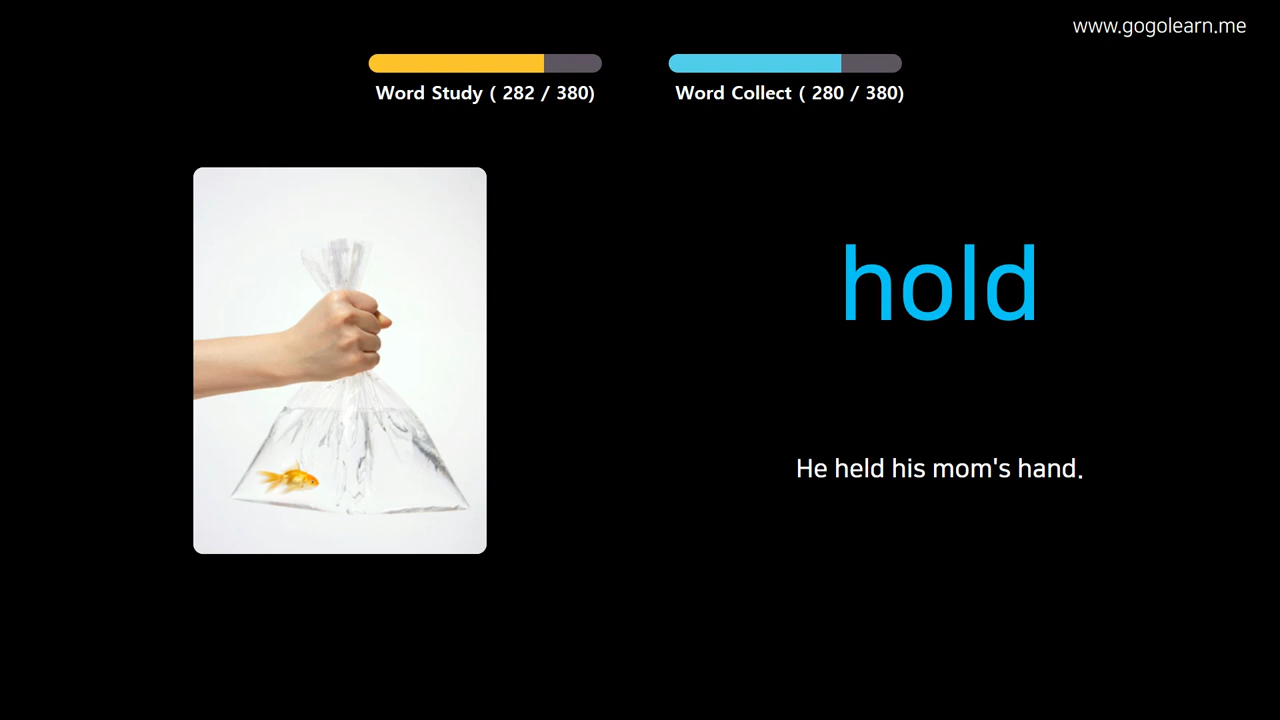 www.gogolearn.me
Word Study ( 282 / 380)
Word Collect ( 280 / 380)
hold
He held his mom's hand.